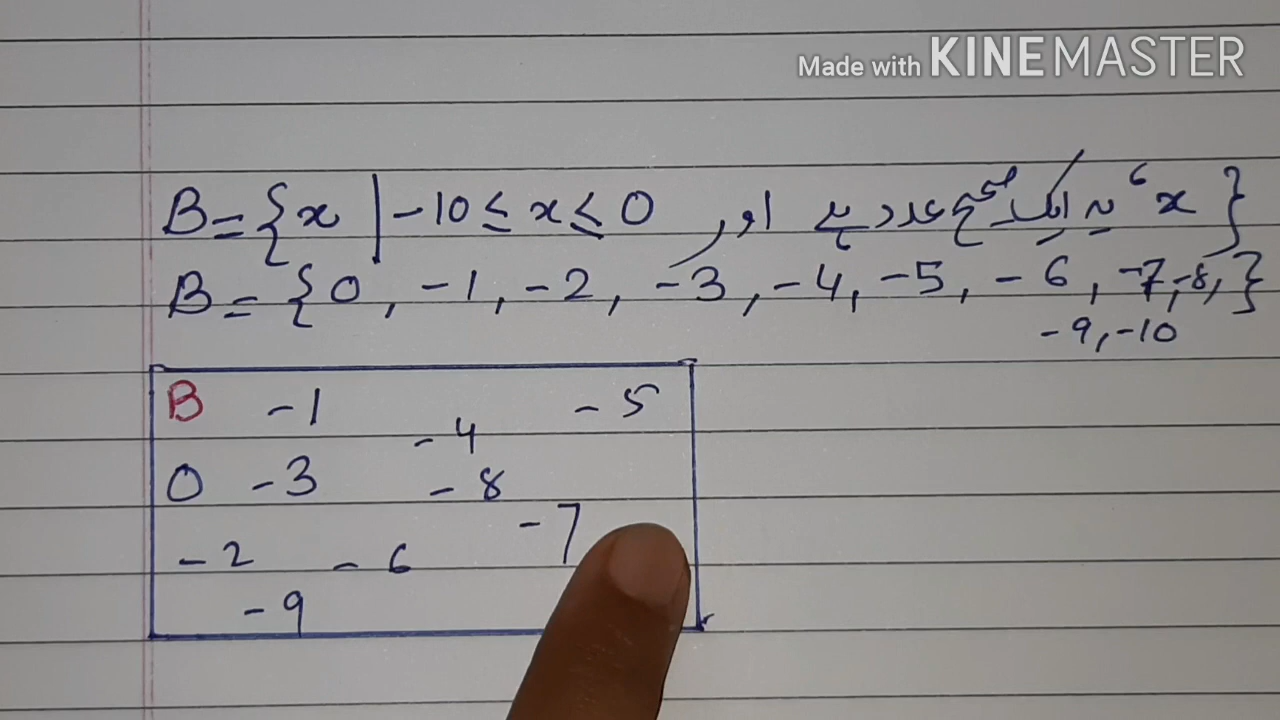 Made with KINEMASTER
B = {x | -10 ≤ x ≤ 0 اور x، یہ ایک صحیح عدد ہے}
B = {0, -1, -2, -3, -4, -5, -6, -7, -8, }
-9, -10
B -1 -4 -5
0 -3 -8
-7
-2 -6
-9